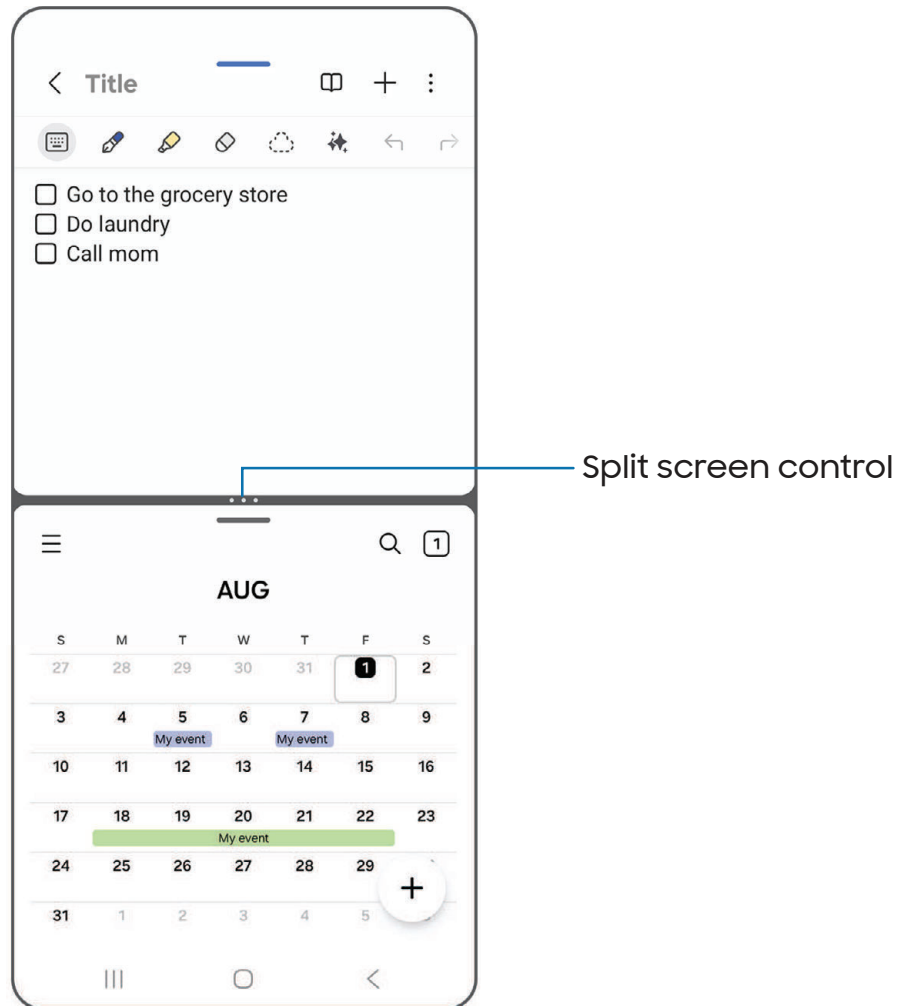 Title
Go to the grocery store
Do laundry
Call mom
Split screen control
1
AUG
S M T W T F S
27 28 29 30 31 1 2
3 4 5 6 7 8 9
My event My event
10 11 12 13 14 15 16
17 18 19 20 21 22 23
My event
24 25 26 27 28 29
31 1 2 3 4 5